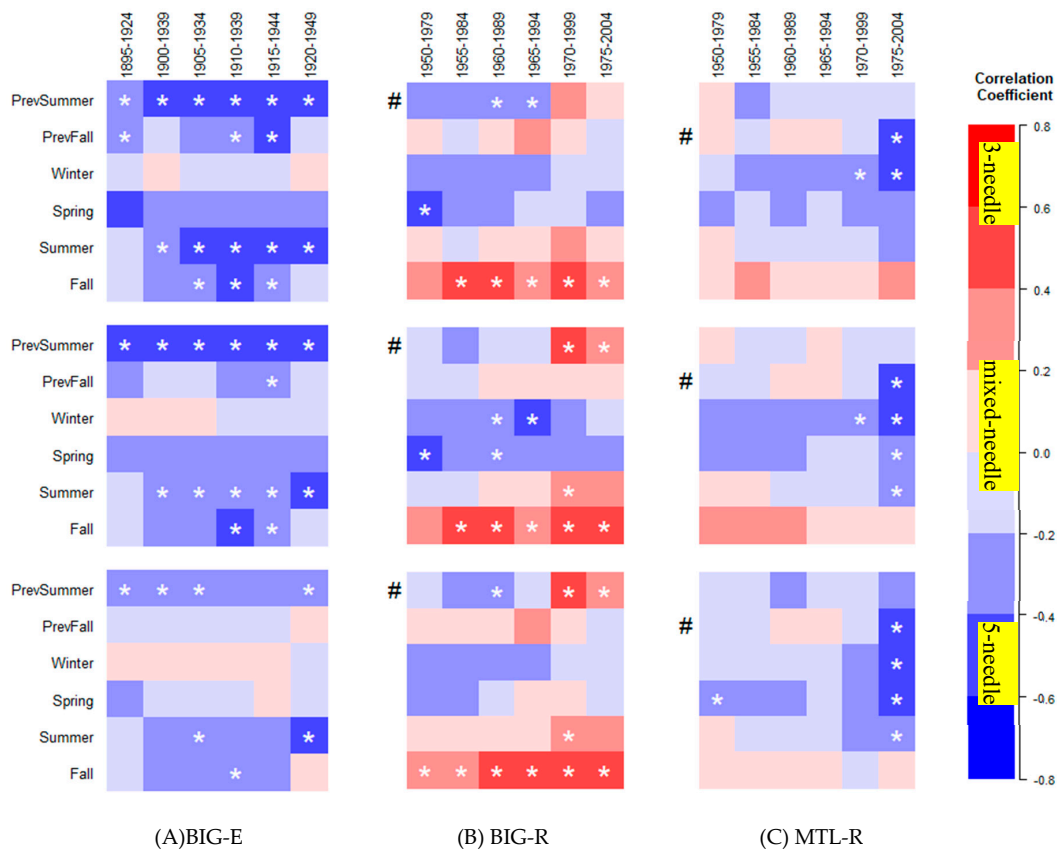 1895-1924 1900-1939 1905-1934 1910-1939 1915-1944 1920-1949
1950-1979 1955-1984 1960-1989 1965-1994 1970-1999 1975-2004
1950-1979 1955-1984 1960-1989 1965-1994 1970-1999 1975-2004
PrevSummer * * * * * * # * *
PrevFall * * * # *
Winter * *
Spring *
Summer * * * * *
Fall * * * * * * * *
PrevSummer * * * * * * # * *
PrevFall * # *
Winter * * * *
Spring * * *
Summer * * * * * * *
Fall * * * * * * *
PrevSummer * * * * # * * *
PrevFall # *
Winter *
Spring * *
Summer * * * *
Fall * * * * * * *
Correlation
Coefficient
0.8
0.6
0.4
0.2
0.0
-0.2
-0.4
-0.6
-0.8
3-needle
mixed-needle
5-needle
(A)BIG-E
(B) BIG-R
(C) MTL-R